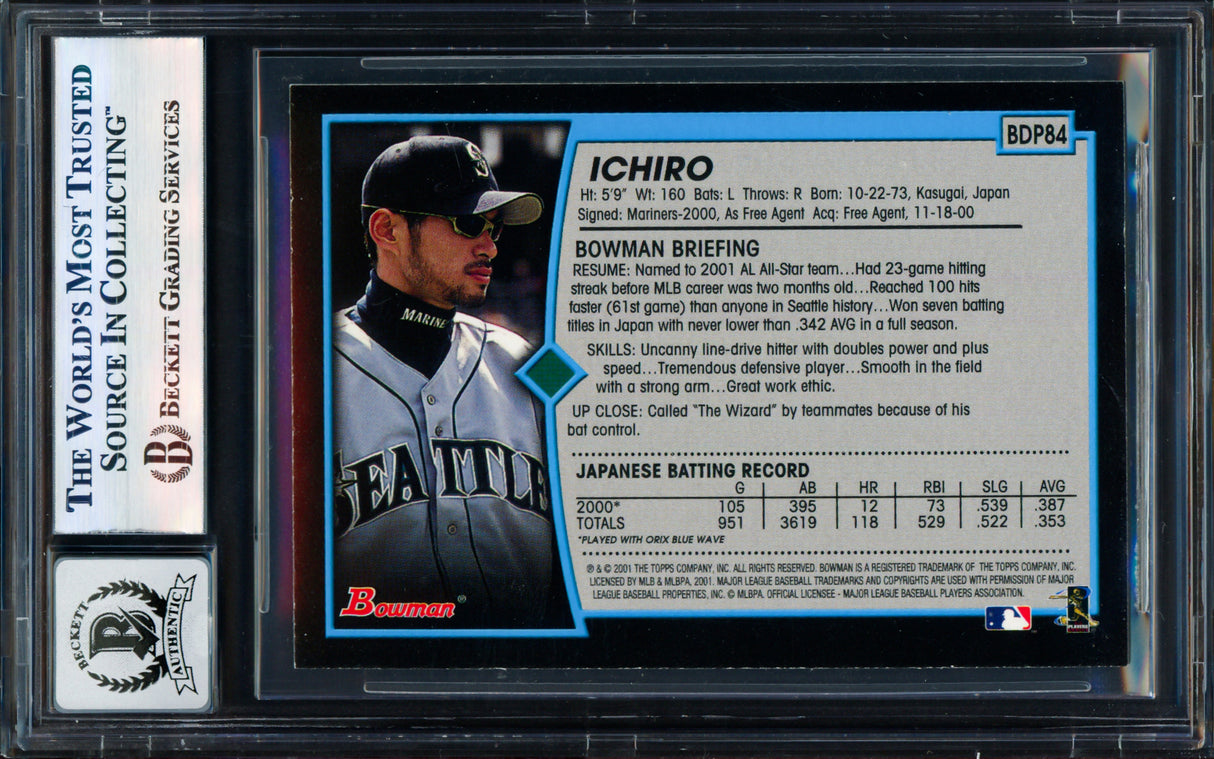 THE WORLD'S MOST TRUSTED
SOURCE IN COLLECTING™
BECKETT GRADING SERVICES
B
BECKETT
B
AUTHENTIC
S
MARINE
SEATTLE
Bowman®
BDP84
ICHIRO
Ht: 5'9" Wt: 160 Bats: L Throws: R Born: 10-22-73, Kasugai, Japan
Signed: Mariners-2000, As Free Agent Acq: Free Agent, 11-18-00
BOWMAN BRIEFING
RESUME: Named to 2001 AL All-Star team...Had 23-game hitting
streak before MLB career was two months old...Reached 100 hits
faster (61st game) than anyone in Seattle history...Won seven batting
titles in Japan with never lower than .342 AVG in a full season.
SKILLS: Uncanny line-drive hitter with doubles power and plus
speed...Tremendous defensive player...Smooth in the field
with a strong arm...Great work ethic.
UP CLOSE: Called "The Wizard" by teammates because of his
bat control.
JAPANESE BATTING RECORD
G AB HR RBI SLG AVG
2000* 105 395 12 73 .539 .387
TOTALS 951 3619 118 529 .522 .353
*PLAYED WITH ORIX BLUE WAVE
® & © 2001 THE TOPPS COMPANY, INC. ALL RIGHTS RESERVED. BOWMAN IS A REGISTERED TRADEMARK OF THE TOPPS COMPANY, INC.
LICENSED BY MLB & MLBPA, 2001. MAJOR LEAGUE BASEBALL TRADEMARKS AND COPYRIGHTS ARE USED WITH PERMISSION OF MAJOR
LEAGUE BASEBALL PROPERTIES, INC. © MLBPA. OFFICIAL LICENSEE - MAJOR LEAGUE BASEBALL PLAYERS ASSOCIATION.
PLAYERS